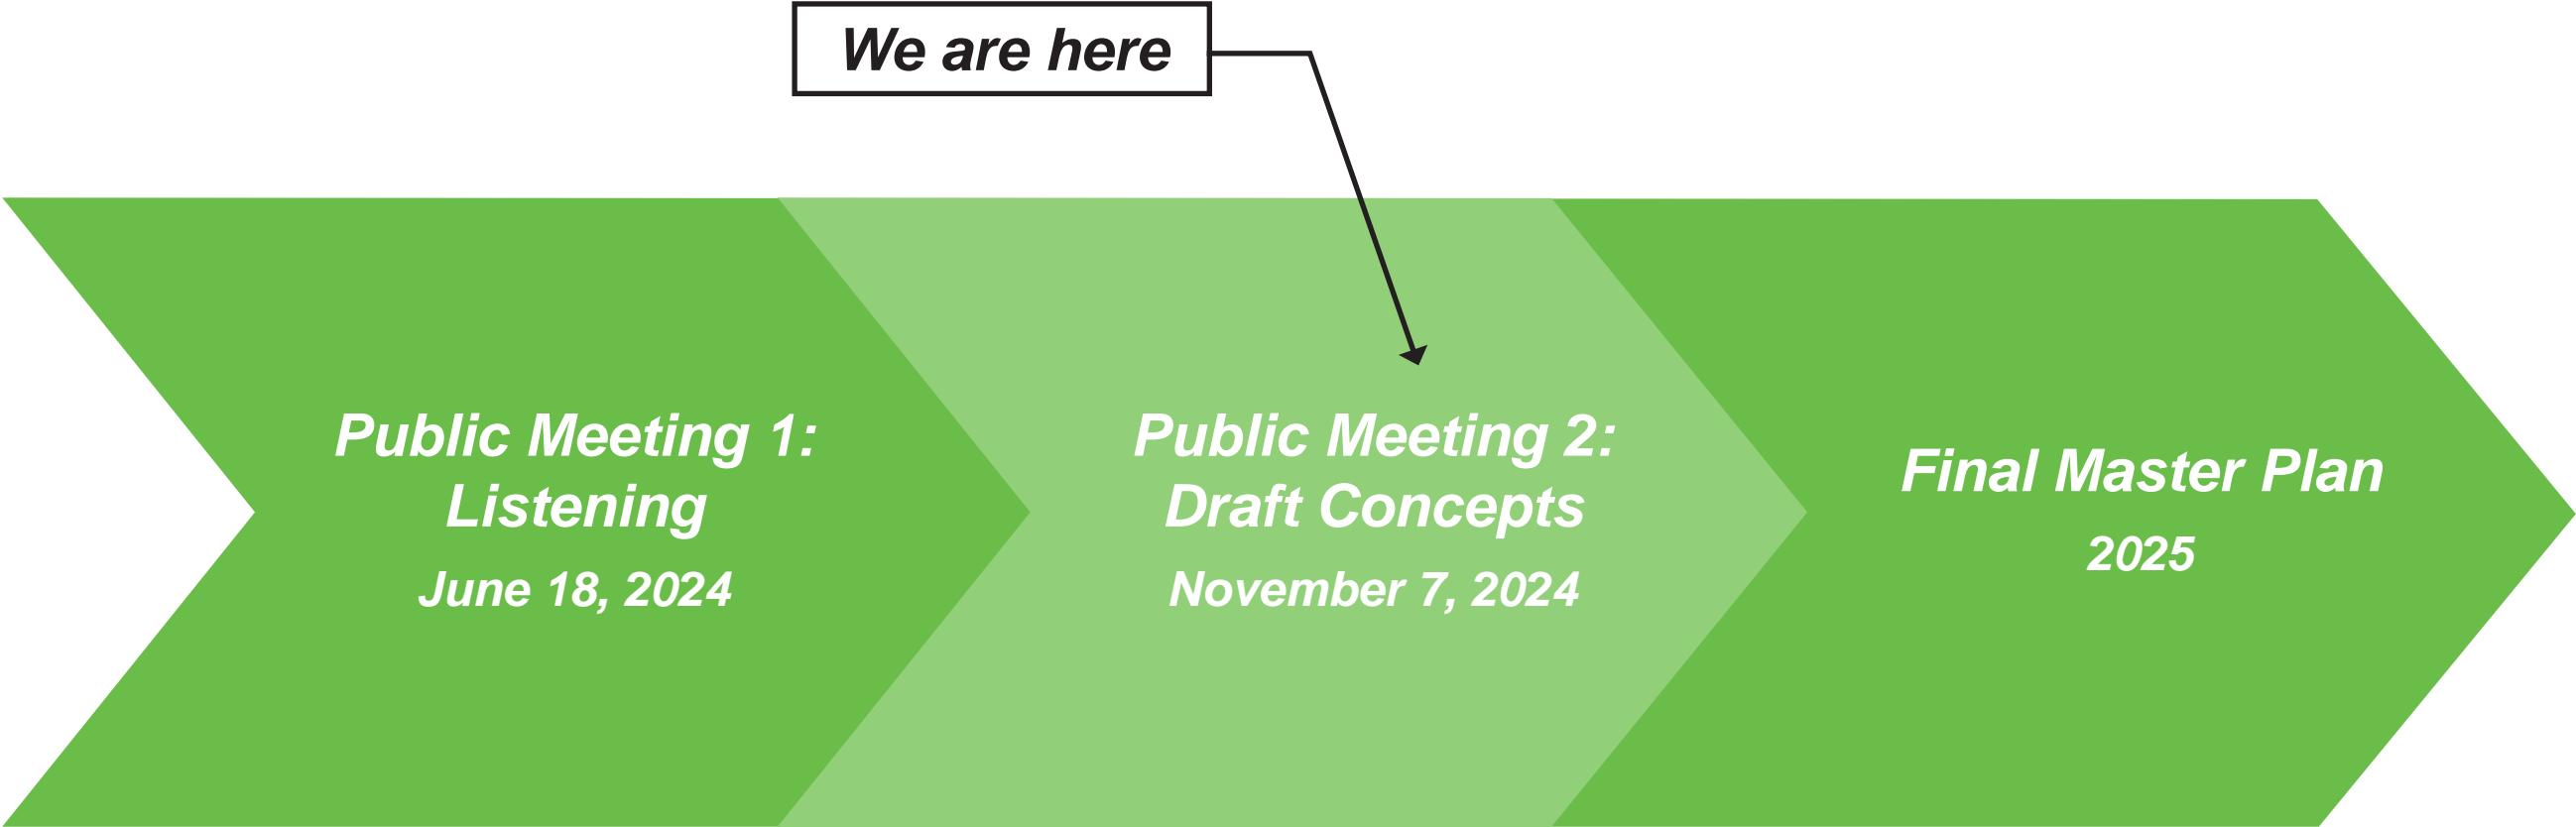 We are here
Public Meeting 1:
Listening
June 18, 2024
Public Meeting 2:
Draft Concepts
November 7, 2024
Final Master Plan
2025